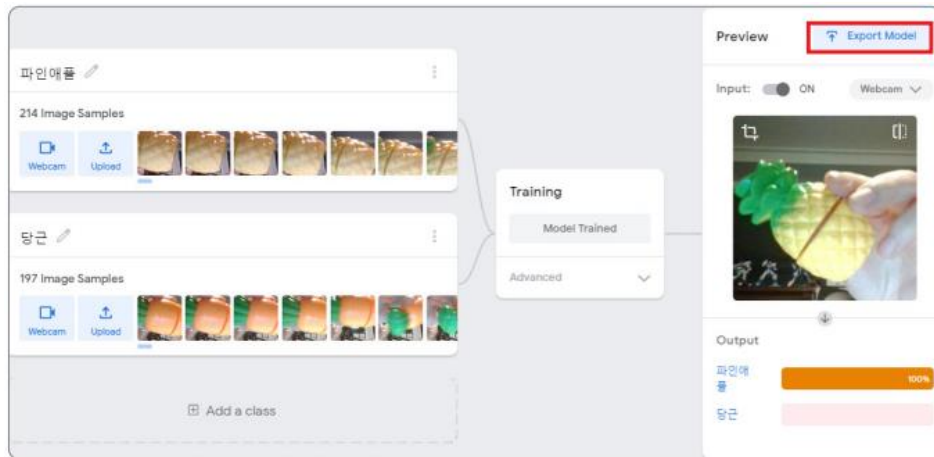 파인애플
214 Image Samples
Webcam
Upload
당근
197 Image Samples
Webcam
Upload
Add a class
Training
Model Trained
Advanced
Preview
Export Model
Input:
ON
Webcam
Output
파인애
플
100%
당근